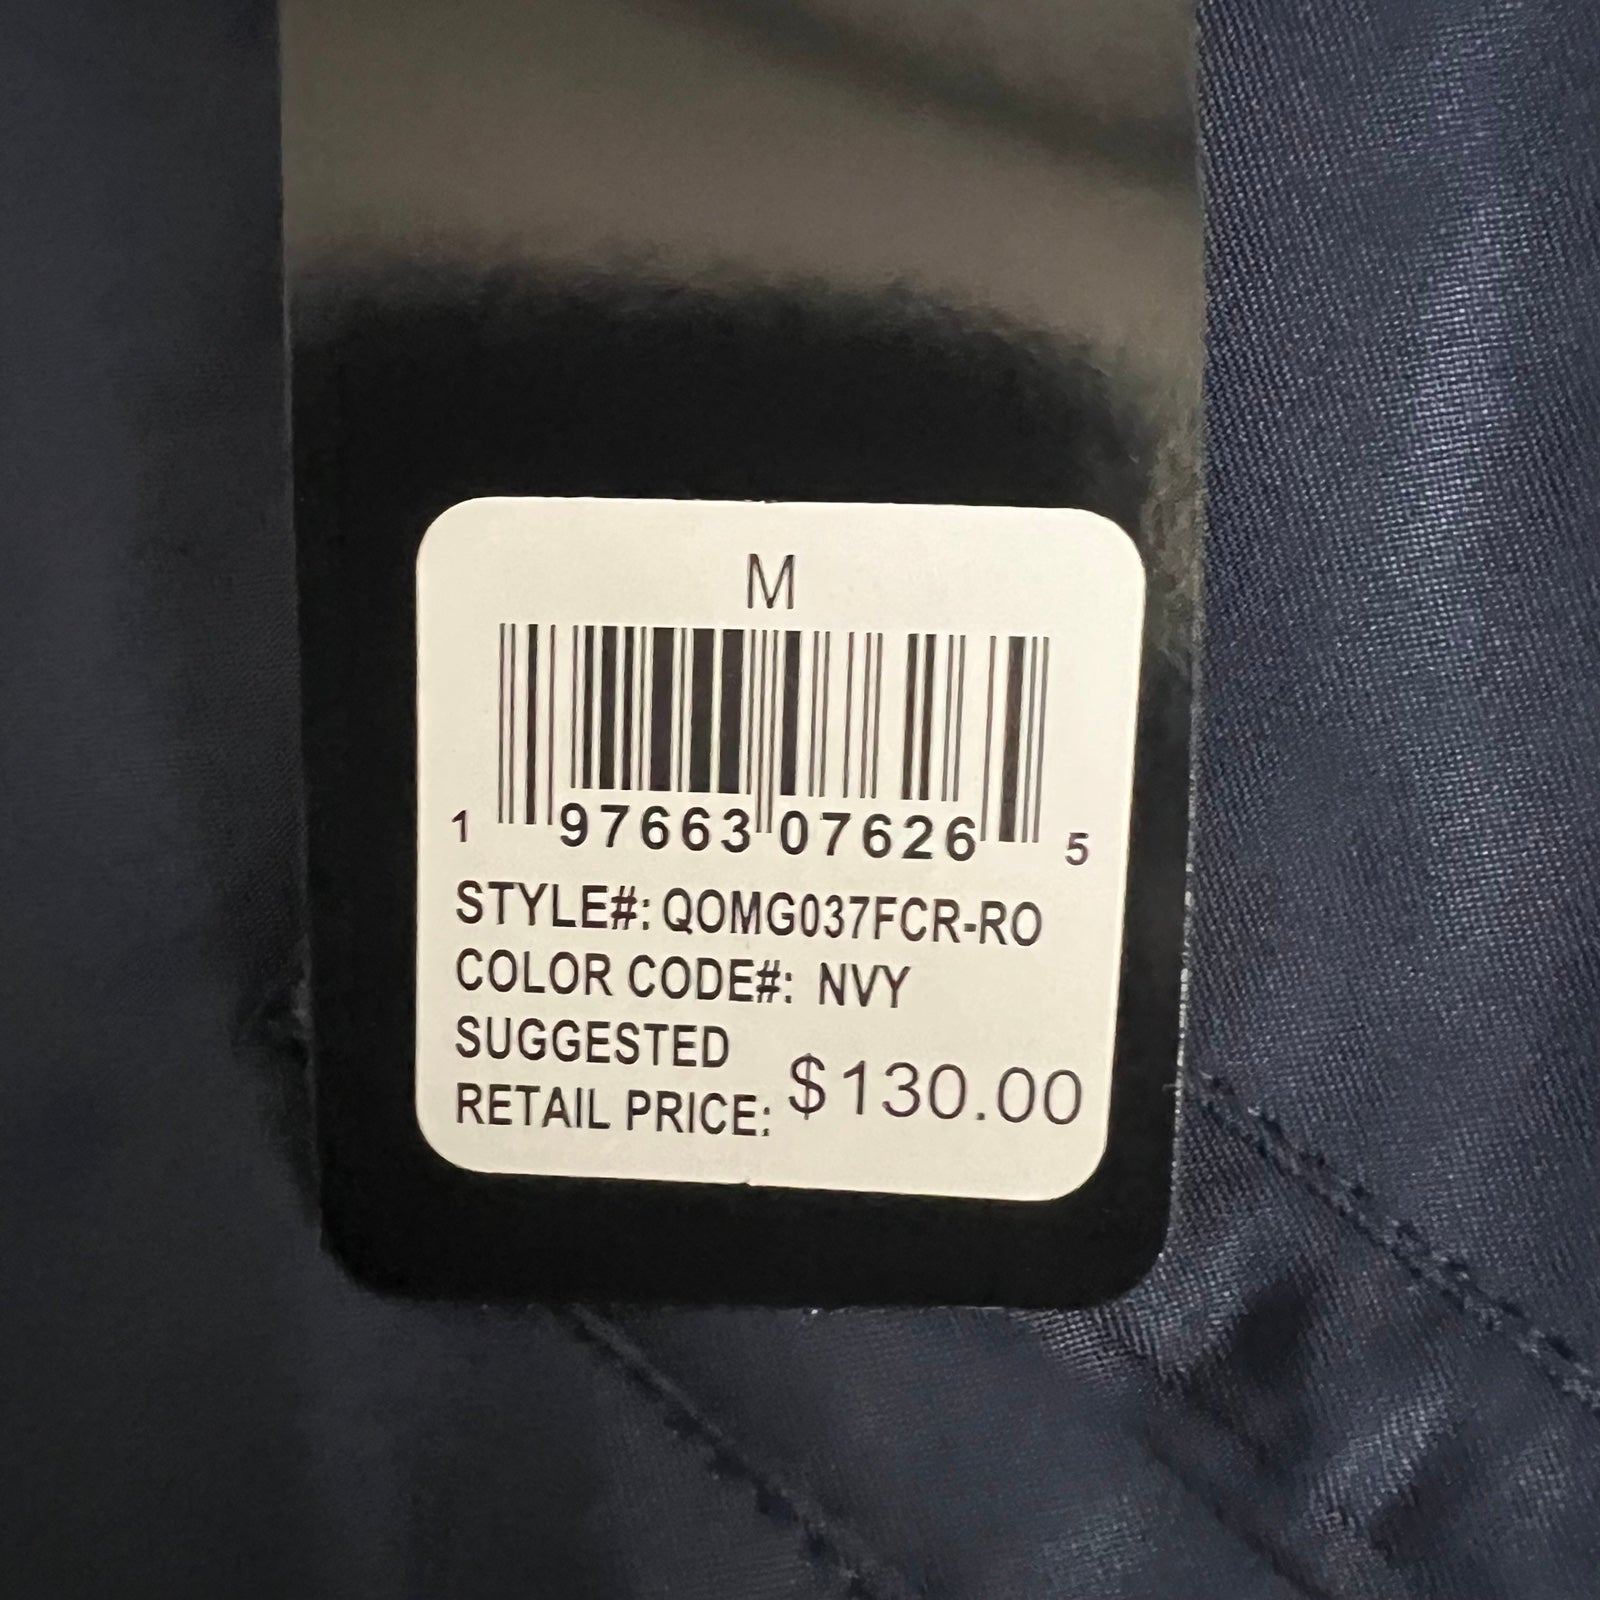 M
1 97663 07626 5
STYLE#: QOMG037FCR-RO
COLOR CODE#: NVY
SUGGESTED
RETAIL PRICE: $130.00